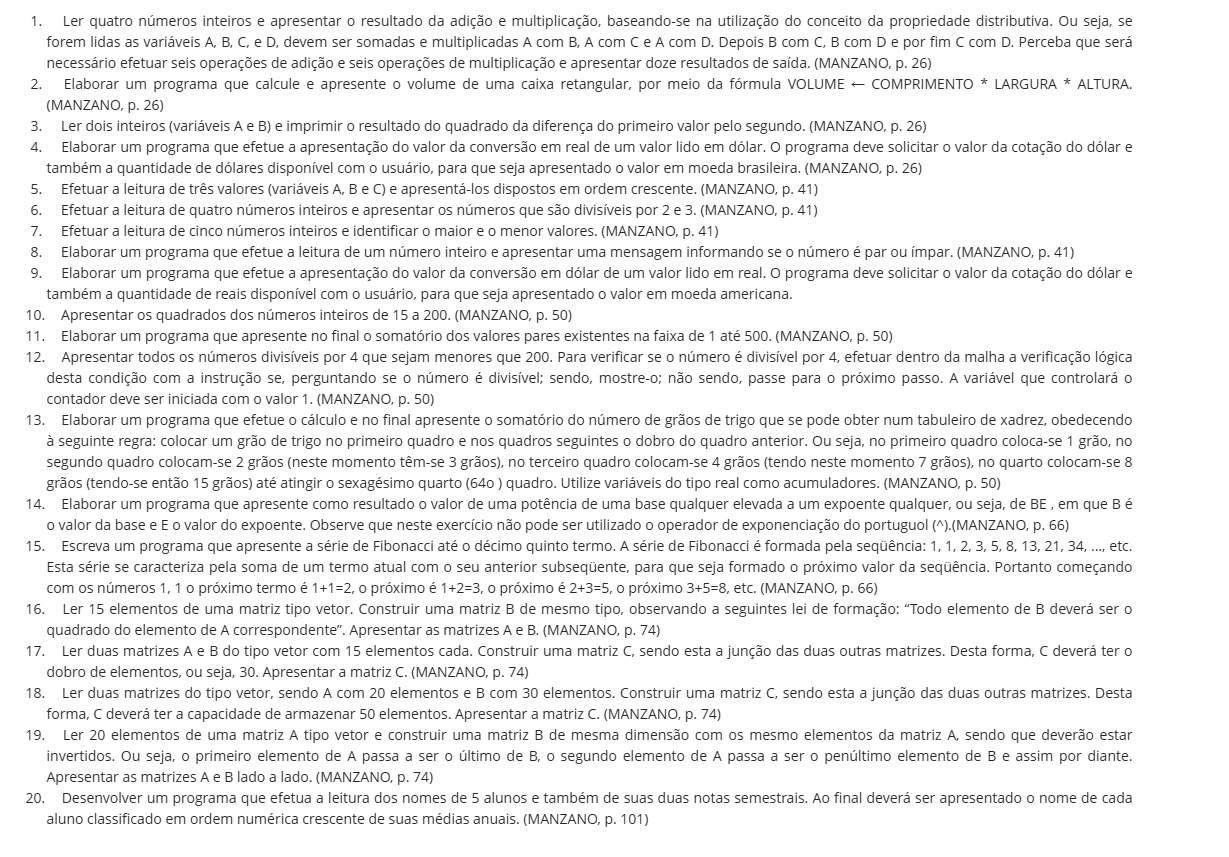 1. Ler quatro números inteiros e apresentar o resultado da adição e multiplicação, baseando-se na utilização do conceito da propriedade distributiva. Ou seja, se
forem lidas as variáveis A, B, C, e D, devem ser somadas e multiplicadas A com B, A com C e A com D. Depois B com C, B com D e por fim C com D. Perceba que será
necessário efetuar seis operações de adição e seis operações de multiplicação e apresentar doze resultados de saída. (MANZANO, p. 26)
2. Elaborar um programa que calcule e apresente o volume de uma caixa retangular, por meio da fórmula VOLUME ← COMPRIMENTO * LARGURA * ALTURA.
(MANZANO, p. 26)
3. Ler dois inteiros (variáveis A e B) e imprimir o resultado do quadrado da diferença do primeiro valor pelo segundo. (MANZANO, p. 26)
4. Elaborar um programa que efetue a apresentação do valor da conversão em real de um valor lido em dólar. O programa deve solicitar o valor da cotação do dólar e
também a quantidade de dólares disponível com o usuário, para que seja apresentado o valor em moeda brasileira. (MANZANO, p. 26)
5. Efetuar a leitura de três valores (variáveis A, B e C) e apresentá-los dispostos em ordem crescente. (MANZANO, p. 41)
6. Efetuar a leitura de quatro números inteiros e apresentar os números que são divisíveis por 2 e 3. (MANZANO, p. 41)
7. Efetuar a leitura de cinco números inteiros e identificar o maior e o menor valores. (MANZANO, p. 41)
8. Elaborar um programa que efetue a leitura de um número inteiro e apresentar uma mensagem informando se o número é par ou ímpar. (MANZANO, p. 41)
9. Elaborar um programa que efetue a apresentação do valor da conversão em dólar de um valor lido em real. O programa deve solicitar o valor da cotação do dólar e
também a quantidade de reais disponível com o usuário, para que seja apresentado o valor em moeda americana.
10. Apresentar os quadrados dos números inteiros de 15 a 200. (MANZANO, p. 50)
11. Elaborar um programa que apresente no final o somatório dos valores pares existentes na faixa de 1 até 500. (MANZANO, p. 50)
12. Apresentar todos os números divisíveis por 4 que sejam menores que 200. Para verificar se o número é divisível por 4, efetuar dentro da malha a verificação lógica
desta condição com a instrução se, perguntando se o número é divisível; sendo, mostre-o; não sendo, passe para o próximo passo. A variável que controlará o
contador deve ser iniciada com o valor 1. (MANZANO, p. 50)
13. Elaborar um programa que efetue o cálculo e no final apresente o somatório do número de grãos de trigo que se pode obter num tabuleiro de xadrez, obedecendo
à seguinte regra: colocar um grão de trigo no primeiro quadro e nos quadros seguintes o dobro do quadro anterior. Ou seja, no primeiro quadro coloca-se 1 grão, no
segundo quadro colocam-se 2 grãos (neste momento têm-se 3 grãos), no terceiro quadro colocam-se 4 grãos (tendo neste momento 7 grãos), no quarto colocam-se 8
grãos (tendo-se então 15 grãos) até atingir o sexagésimo quarto (64o ) quadro. Utilize variáveis do tipo real como acumuladores. (MANZANO, p. 50)
14. Elaborar um programa que apresente como resultado o valor de uma potência de uma base qualquer elevada a um expoente qualquer, ou seja, de BE , em que B é
o valor da base e E o valor do expoente. Observe que neste exercício não pode ser utilizado o operador de exponenciação do portuguol (^).(MANZANO, p. 66)
15. Escreva um programa que apresente a série de Fibonacci até o décimo quinto termo. A série de Fibonacci é formada pela seqüência: 1, 1, 2, 3, 5, 8, 13, 21, 34, ..., etc.
Esta série se caracteriza pela soma de um termo atual com o seu anterior subseqüente, para que seja formado o próximo valor da seqüência. Portanto começando
com os números 1, 1 o próximo termo é 1+1=2, o próximo é 1+2=3, o próximo é 2+3=5, o próximo 3+5=8, etc. (MANZANO, p. 66)
16. Ler 15 elementos de uma matriz tipo vetor. Construir uma matriz B de mesmo tipo, observando a seguintes lei de formação: “Todo elemento de B deverá ser o
quadrado do elemento de A correspondente”. Apresentar as matrizes A e B. (MANZANO, p. 74)
17. Ler duas matrizes A e B do tipo vetor com 15 elementos cada. Construir uma matriz C, sendo esta a junção das duas outras matrizes. Desta forma, C deverá ter o
dobro de elementos, ou seja, 30. Apresentar a matriz C. (MANZANO, p. 74)
18. Ler duas matrizes do tipo vetor, sendo A com 20 elementos e B com 30 elementos. Construir uma matriz C, sendo esta a junção das duas outras matrizes. Desta
forma, C deverá ter a capacidade de armazenar 50 elementos. Apresentar a matriz C. (MANZANO, p. 74)
19. Ler 20 elementos de uma matriz A tipo vetor e construir uma matriz B de mesma dimensão com os mesmo elementos da matriz A, sendo que deverão estar
invertidos. Ou seja, o primeiro elemento de A passa a ser o último de B, o segundo elemento de A passa a ser o penúltimo elemento de B e assim por diante.
Apresentar as matrizes A e B lado a lado. (MANZANO, p. 74)
20. Desenvolver um programa que efetua a leitura dos nomes de 5 alunos e também de suas duas notas semestrais. Ao final deverá ser apresentado o nome de cada
aluno classificado em ordem numérica crescente de suas médias anuais. (MANZANO, p. 101)